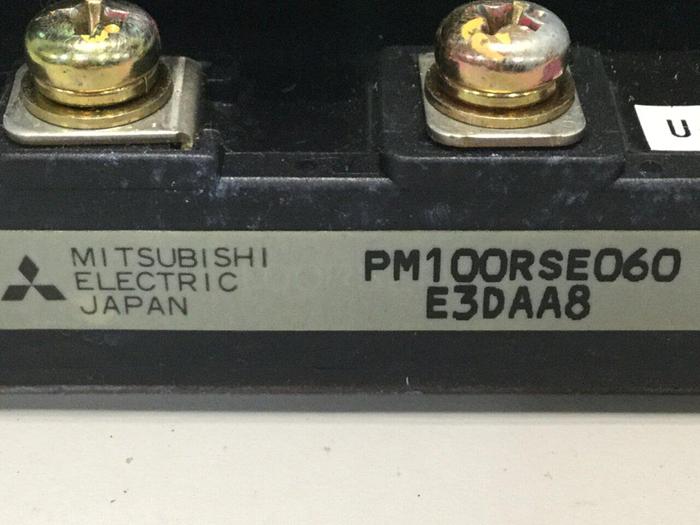 U
MITSUBISHI
ELECTRIC
JAPAN
PM100RSE060
E3DAA8